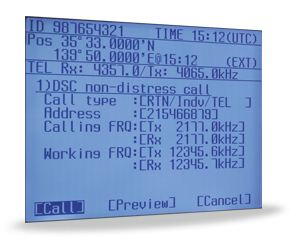 ID 987654321 TIME 15:12(UTC)
Pos 35°33.0000'N
139°50.0000'E@15:12 (EXT)
TEL Rx: 4357.0/Tx: 4065.0kHz
1)DSC non-distress call
Call type :[RTN/Indv/TEL ]
Address :[215466879]
Calling FRQ:[Tx 2177.0kHz]
:[Rx 2177.0kHz]
Working FRQ:[Tx 12345.6kHz]
:[Rx 12345.7kHz]
[Call] [Preview] [Cancel]